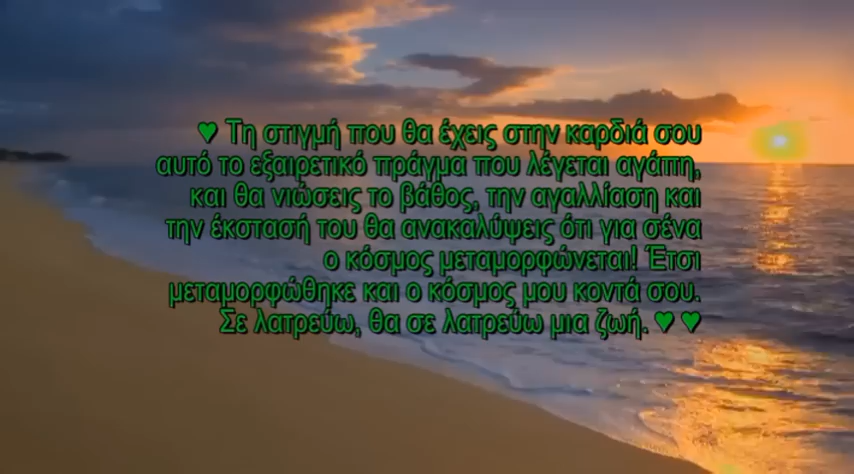 ♥ Τη στιγμή που θα έχεις στην καρδιά σου
αυτό το εξαιρετικό πράγμα που λέγεται αγάπη,
και θα νιώσεις το βάθος, την αγαλλίαση και
την έκστασή του θα ανακαλύψεις ότι για σένα
ο κόσμος μεταμορφώνεται! Έτσι
μεταμορφώθηκε και ο κόσμος μου κοντά σου.
Σε λατρεύω, θα σε λατρεύω μια ζωή. ♥ ♥